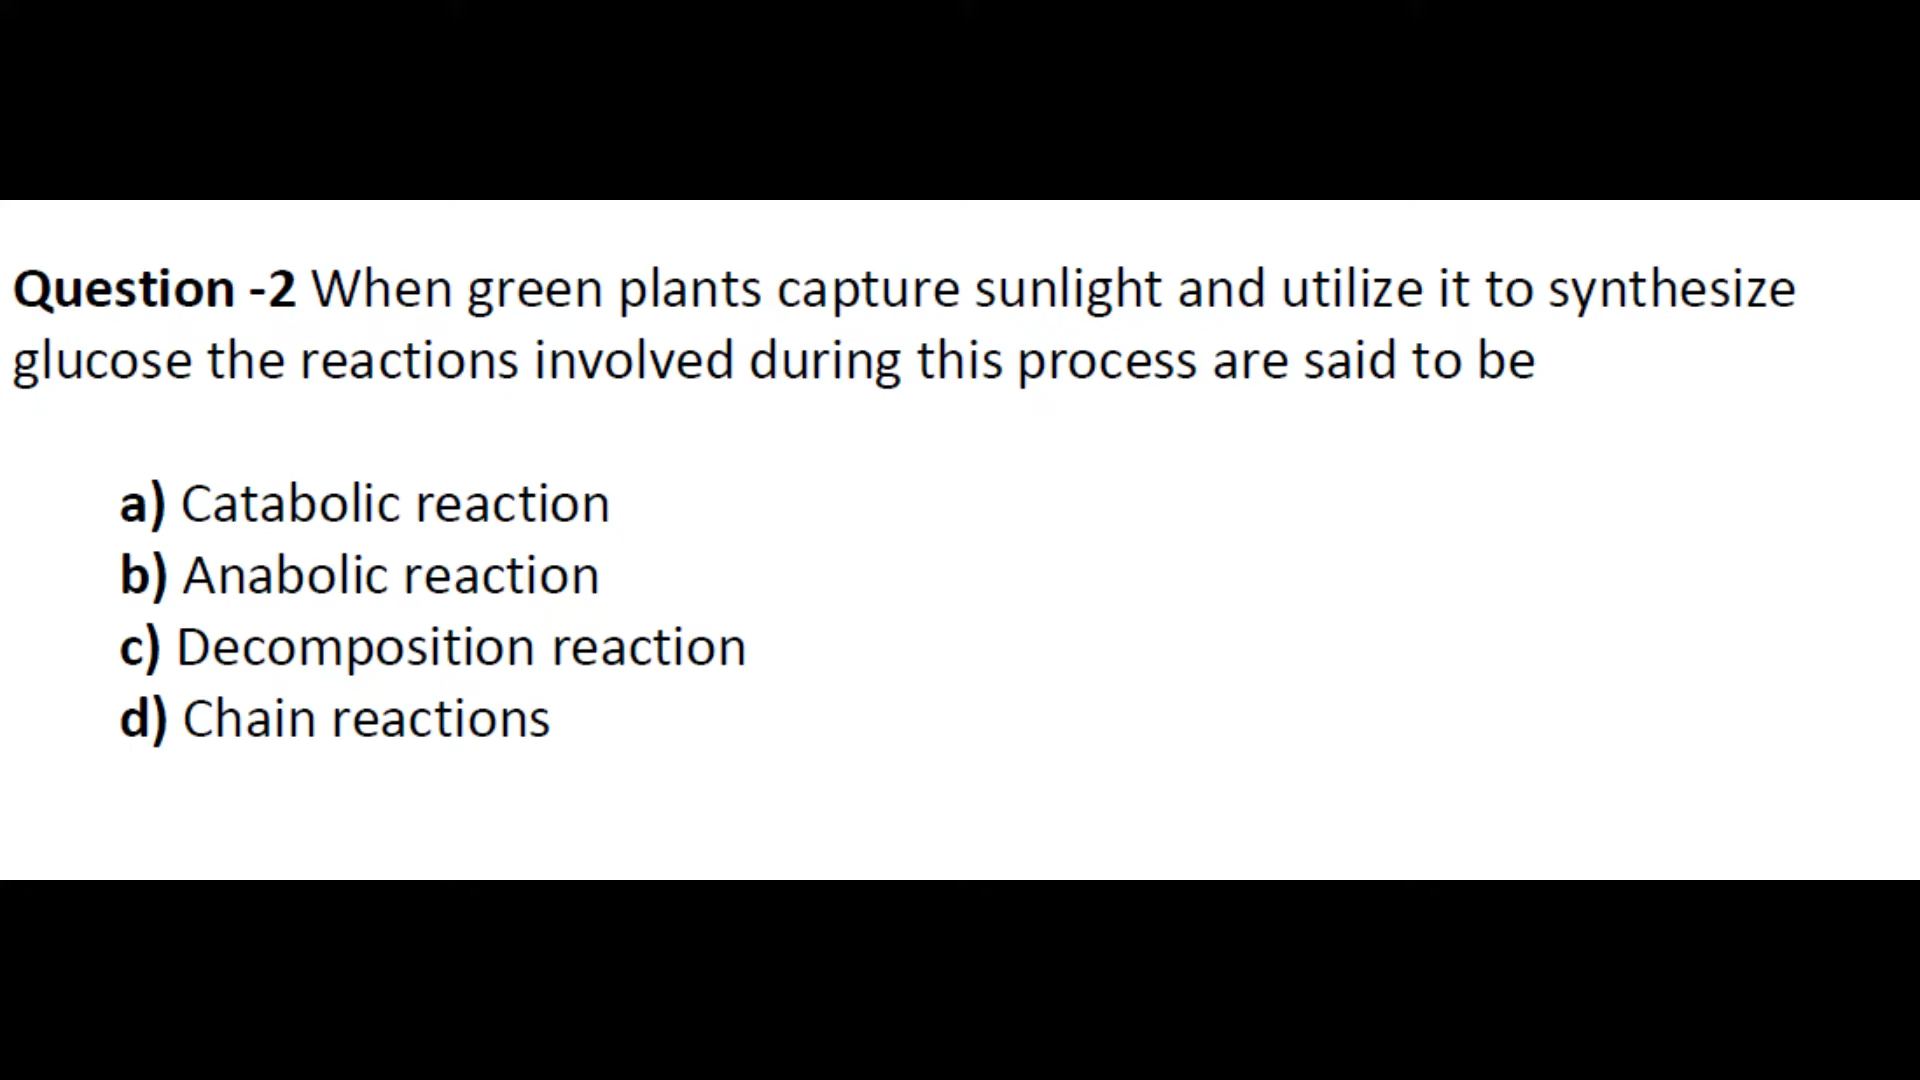 Question -2 When green plants capture sunlight and utilize it to synthesize
glucose the reactions involved during this process are said to be
a) Catabolic reaction
b) Anabolic reaction
c) Decomposition reaction
d) Chain reactions